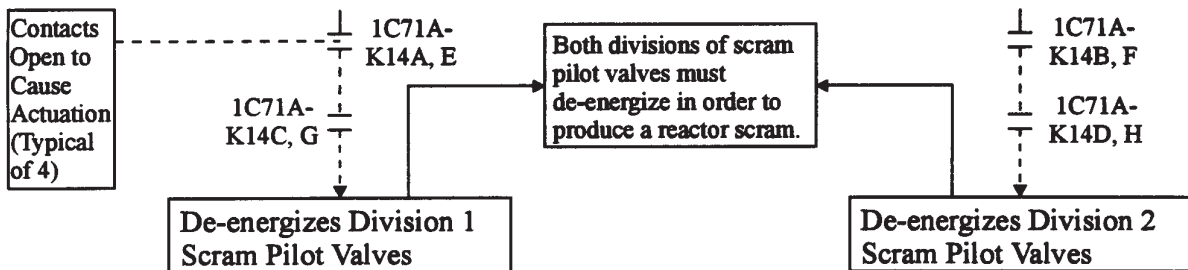 Contacts
Open to
Cause
Actuation
(Typical
of 4)
1C71A-
K14A, E
1C71A-
K14C, G
De-energizes Division 1
Scram Pilot Valves
Both divisions of scram
pilot valves must
de-energize in order to
produce a reactor scram.
1C71A-
K14B, F
1C71A-
K14D, H
De-energizes Division 2
Scram Pilot Valves